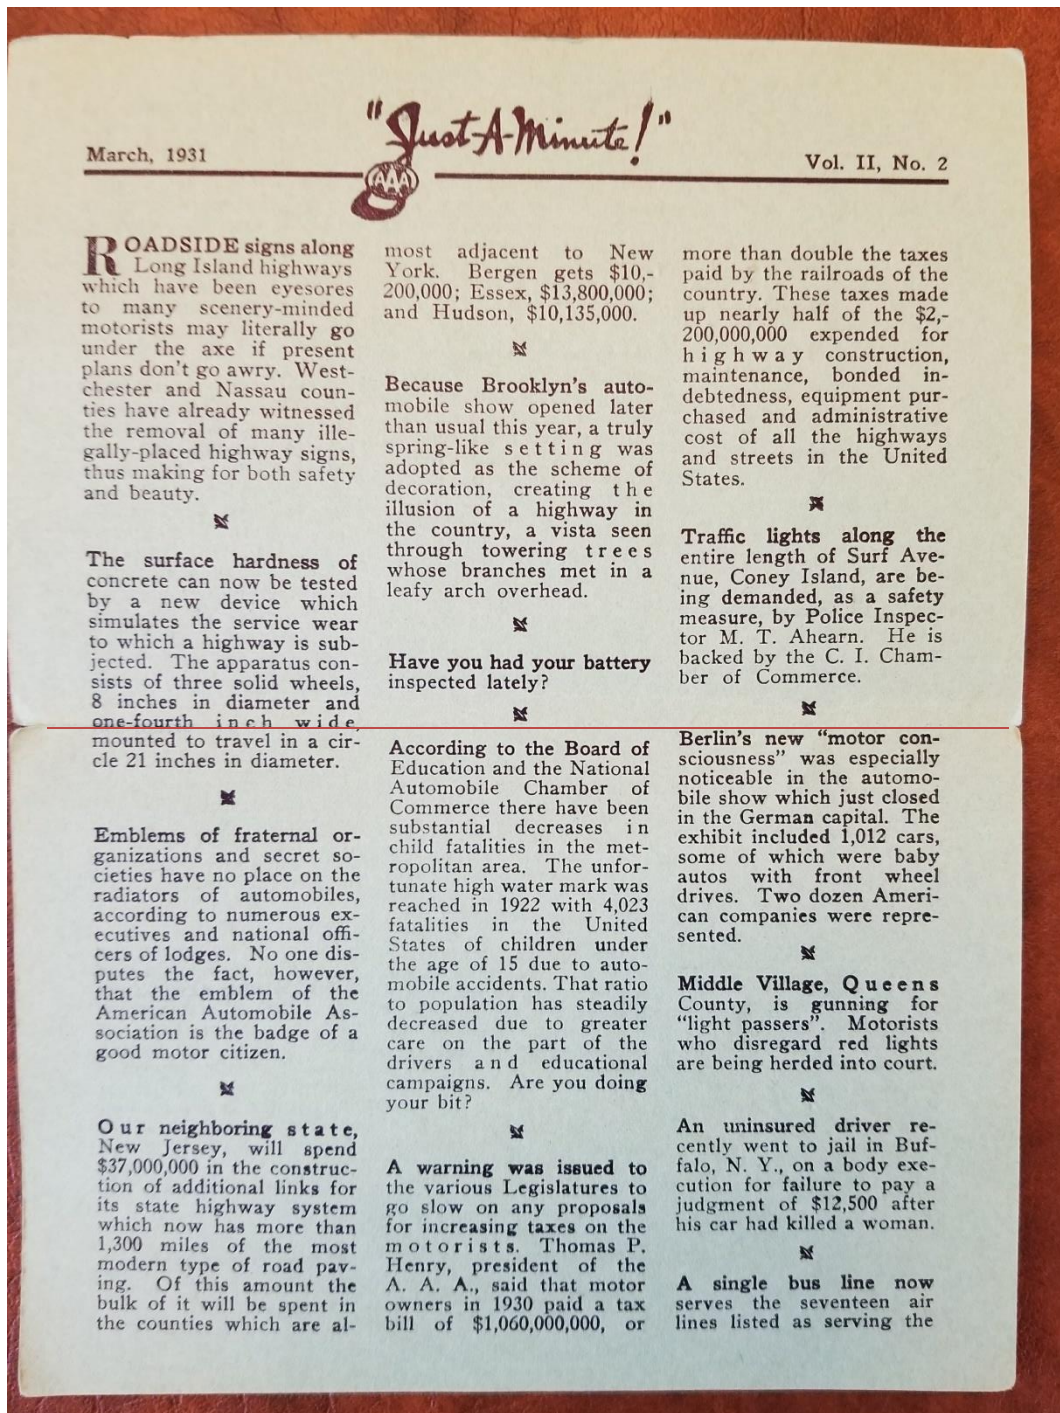 "Just-A-Minute!"
March, 1931
AAA
Vol. II, No. 2
ROADSIDE signs along
Long Island highways
which have been eyesores
to many scenery-minded
motorists may literally go
under the axe if present
plans don't go awry. West-
chester and Nassau coun-
ties have already witnessed
the removal of many ille-
gally-placed highway signs,
thus making for both safety
and beauty.
The surface hardness of
concrete can now be tested
by a new device which
simulates the service wear
to which a highway is sub-
jected. The apparatus con-
sists of three solid wheels,
8 inches in diameter and
one-fourth inch wide
mounted to travel in a cir-
cle 21 inches in diameter.
Emblems of fraternal or-
ganizations and secret so-
cieties have no place on the
radiators of automobiles,
according to numerous ex-
ecutives and national offi-
cers of lodges. No one dis-
putes the fact, however,
that the emblem of the
American Automobile As-
sociation is the badge of a
good motor citizen.
Our neighboring state,
New Jersey, will spend
$37,000,000 in the construc-
tion of additional links for
its state highway system
which now has more than
1,300 miles of the most
modern type of road pav-
ing. Of this amount the
bulk of it will be spent in
the counties which are al-
most adjacent to New
York. Bergen gets $10,-
200,000; Essex, $13,800,000;
and Hudson, $10,135,000.
Because Brooklyn's auto-
mobile show opened later
than usual this year, a truly
spring-like setting was
adopted as the scheme of
decoration, creating the
illusion of a highway in
the country, a vista seen
through towering trees
whose branches met in a
leafy arch overhead.
Have you had your battery
inspected lately?
According to the Board of
Education and the National
Automobile Chamber of
Commerce there have been
substantial decreases in
child fatalities in the met-
ropolitan area. The unfor-
tunate high water mark was
reached in 1922 with 4,023
fatalities in the United
States of children under
the age of 15 due to auto-
mobile accidents. That ratio
to population has steadily
decreased due to greater
care on the part of the
drivers and educational
campaigns. Are you doing
your bit?
A warning was issued to
the various Legislatures to
go slow on any proposals
for increasing taxes on the
motorists. Thomas P.
Henry, president of the
A. A. A., said that motor
owners in 1930 paid a tax
bill of $1,060,000,000, or
more than double the taxes
paid by the railroads of the
country. These taxes made
up nearly half of the $2,-
200,000,000 expended for
highway construction,
maintenance, bonded in-
debtedness, equipment pur-
chased and administrative
cost of all the highways
and streets in the United
States.
Traffic lights along the
entire length of Surf Ave-
nue, Coney Island, are be-
ing demanded, as a safety
measure, by Police Inspec-
tor M. T. Ahearn. He is
backed by the C. I. Cham-
ber of Commerce.
Berlin's new "motor con-
sciousness" was especially
noticeable in the automo-
bile show which just closed
in the German capital. The
exhibit included 1,012 cars,
some of which were baby
autos with front wheel
drives. Two dozen Ameri-
can companies were repre-
sented.
Middle Village, Queens
County, is gunning for
"light passers". Motorists
who disregard red lights
are being herded into court.
An uninsured driver re-
cently went to jail in Buf-
falo, N. Y., on a body exe-
cution for failure to pay a
judgment of $12,500 after
his car had killed a woman.
A single bus line now
serves the seventeen air
lines listed as serving the